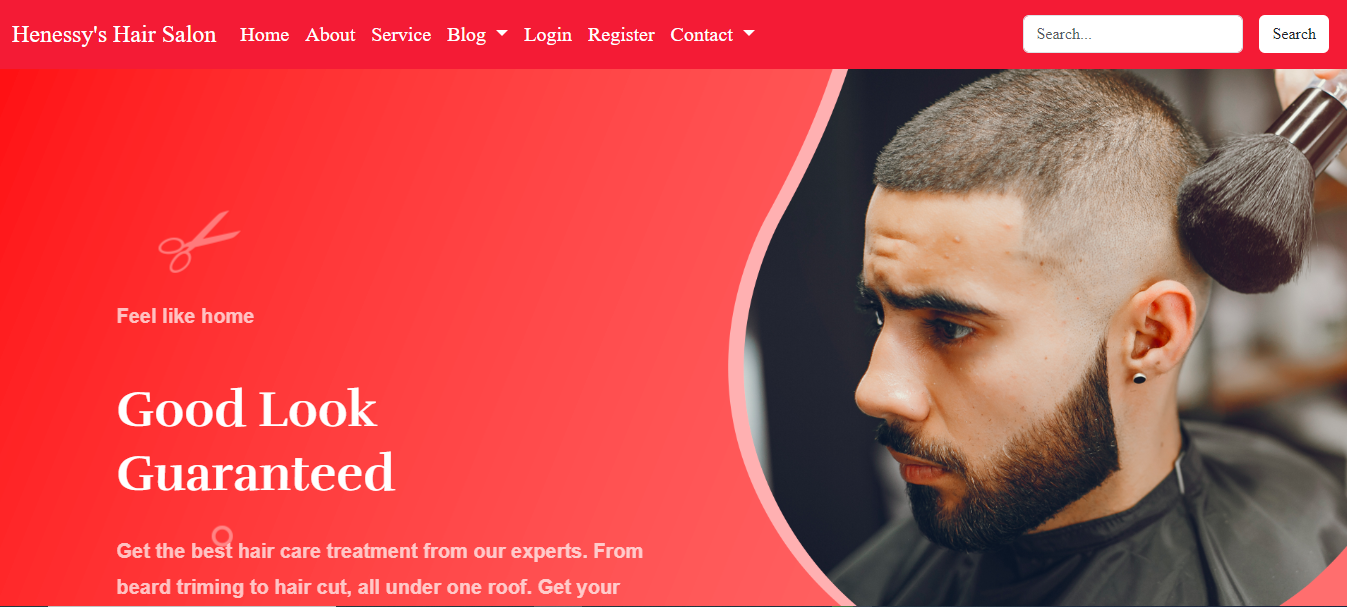 Henessy's Hair Salon Home About Service Blog Login Register Contact Search... Search
Feel like home
Good Look
Guaranteed
Get the best hair care treatment from our experts. From
beard triming to hair cut, all under one roof. Get your